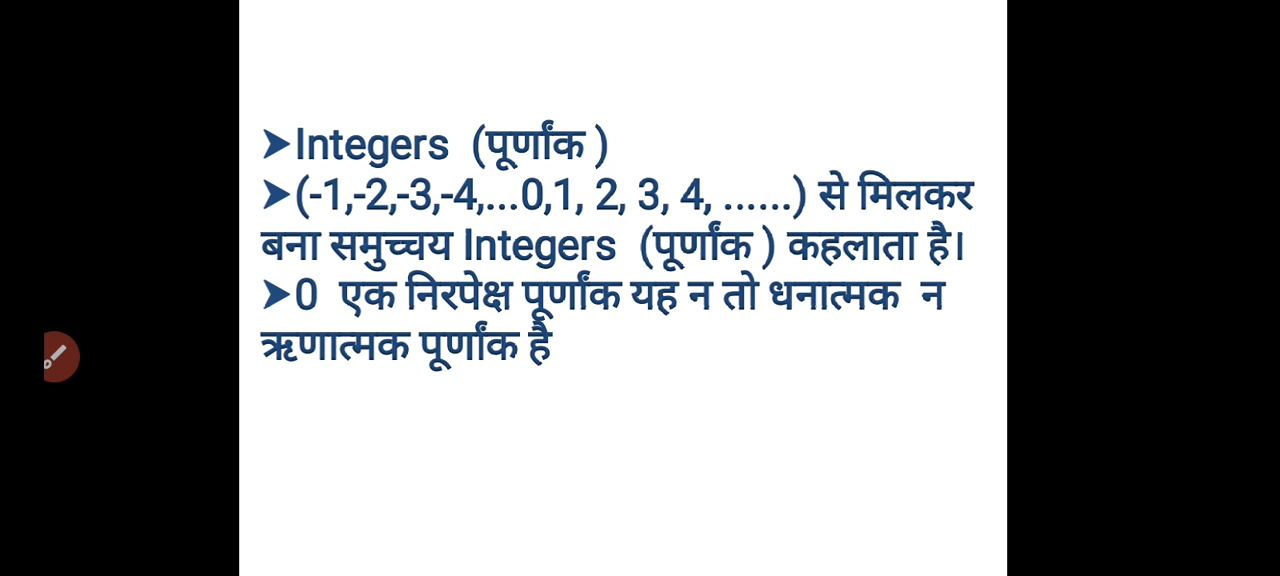 ➤Integers (पूर्णांक )
➤(-1,-2,-3,-4,...0,1, 2, 3, 4, ......) से मिलकर
बना समुच्चय Integers (पूर्णांक ) कहलाता है।
➤0 एक निरपेक्ष पूर्णांक यह न तो धनात्मक न
ऋणात्मक पूर्णांक है